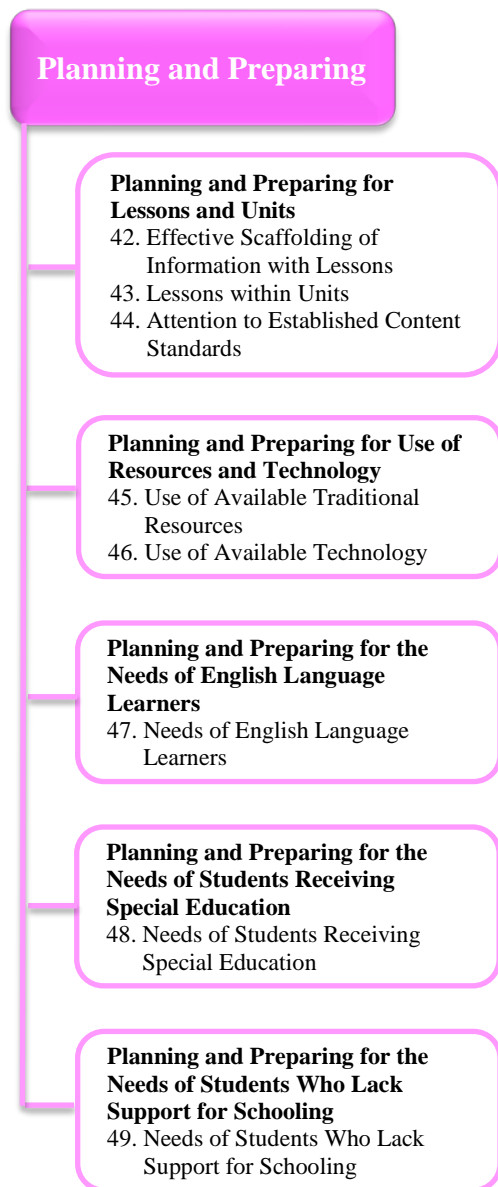 Planning and Preparing
Planning and Preparing for
Lessons and Units
42. Effective Scaffolding of
Information with Lessons
43. Lessons within Units
44. Attention to Established Content
Standards
Planning and Preparing for Use of
Resources and Technology
45. Use of Available Traditional
Resources
46. Use of Available Technology
Planning and Preparing for the
Needs of English Language
Learners
47. Needs of English Language
Learners
Planning and Preparing for the
Needs of Students Receiving
Special Education
48. Needs of Students Receiving
Special Education
Planning and Preparing for the
Needs of Students Who Lack
Support for Schooling
49. Needs of Students Who Lack
Support for Schooling